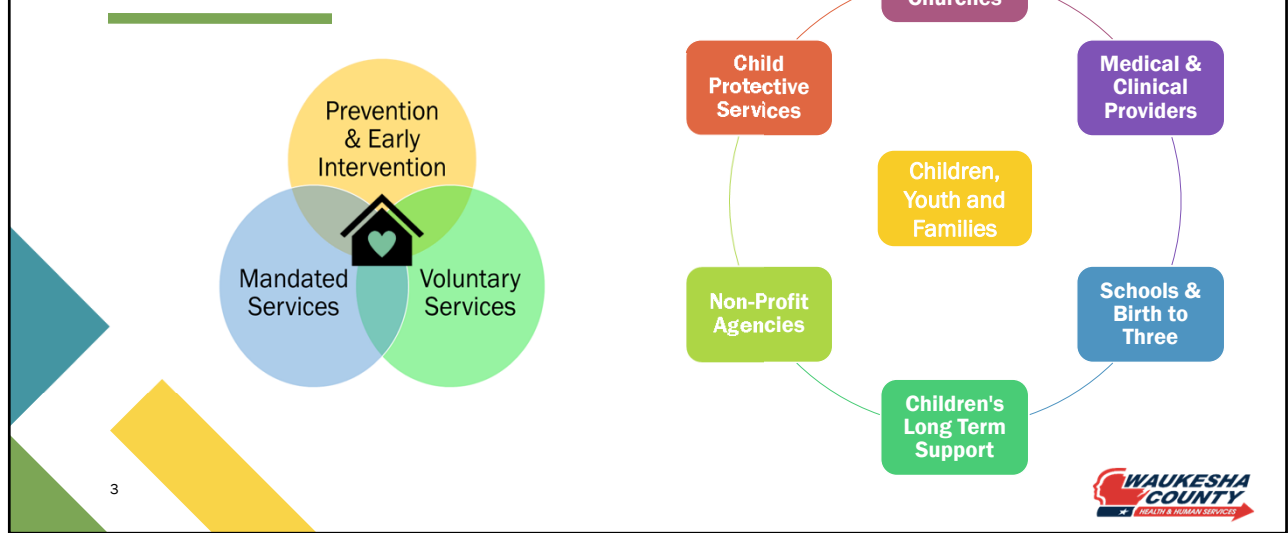 Prevention
& Early
Intervention
Mandated
Services
Voluntary
Services
Churches
Child
Protective
Services
Medical &
Clinical
Providers
Children,
Youth and
Families
Non-Profit
Agencies
Schools &
Birth to
Three
Children's
Long Term
Support
3
WAUKESHA
COUNTY
HEALTH & HUMAN SERVICES